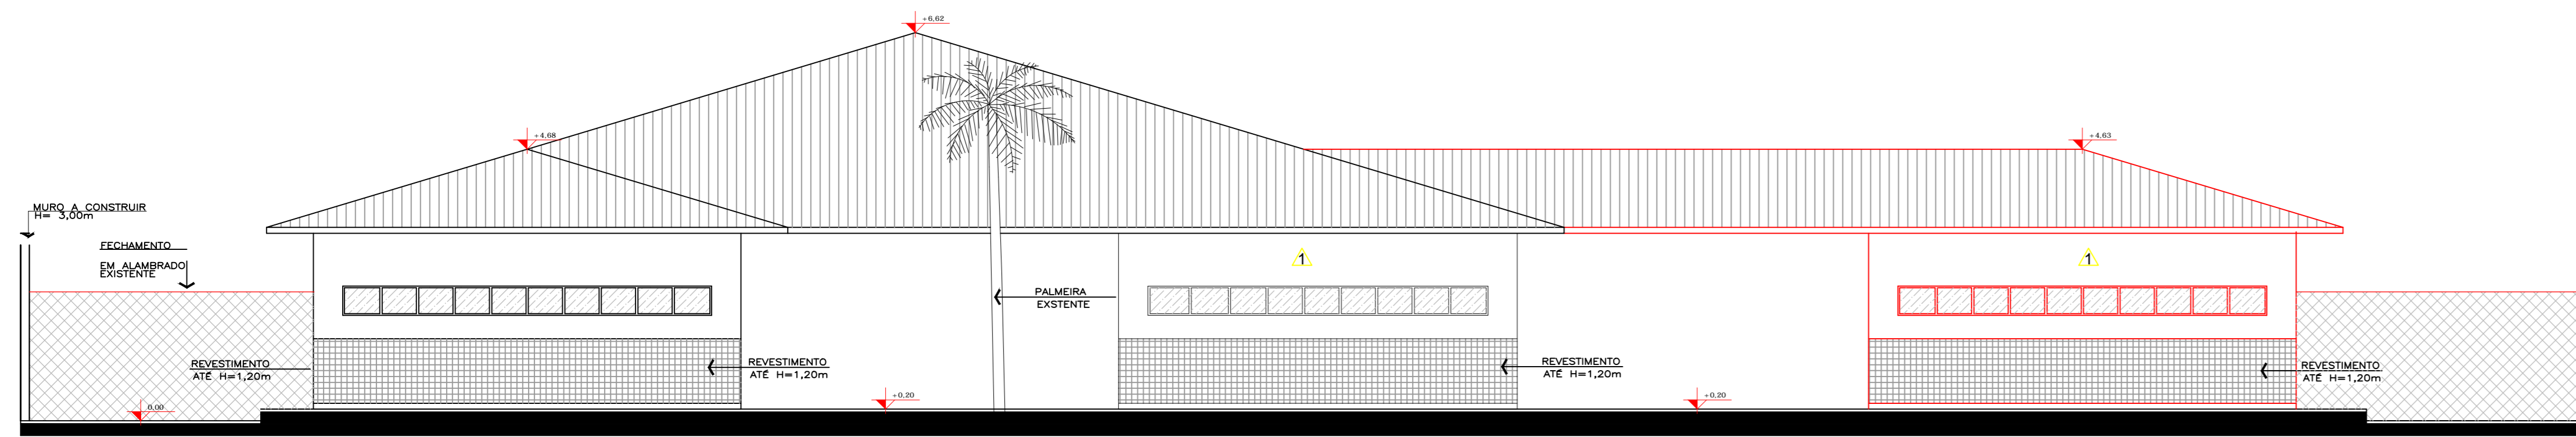 +6,62
+4,68
+4,63
MURO A CONSTRUIR
H= 3,00m
FECHAMENTO
EM ALAMBRADO
EXISTENTE
1
1
PALMEIRA
EXSTENTE
REVESTIMENTO
ATÉ H=1,20m
REVESTIMENTO
ATÉ H=1,20m
REVESTIMENTO
ATÉ H=1,20m
REVESTIMENTO
ATÉ H=1,20m
0,00
+0,20
+0,20